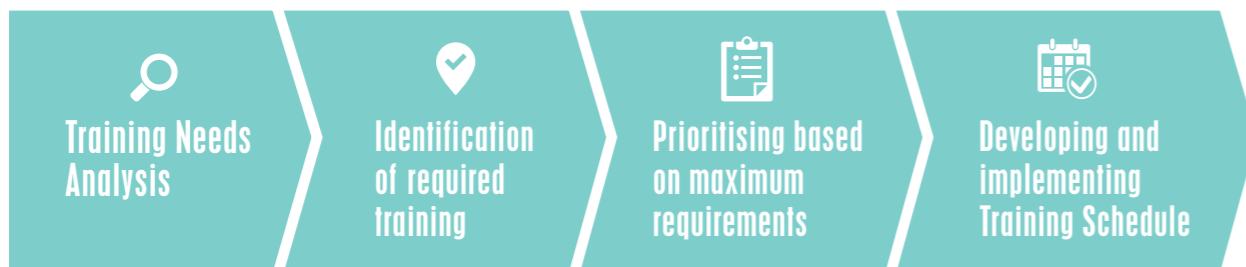 Training Needs
Analysis
Identification
of required
training
Prioritising based
on maximum
requirements
Developing and
implementing
Training Schedule